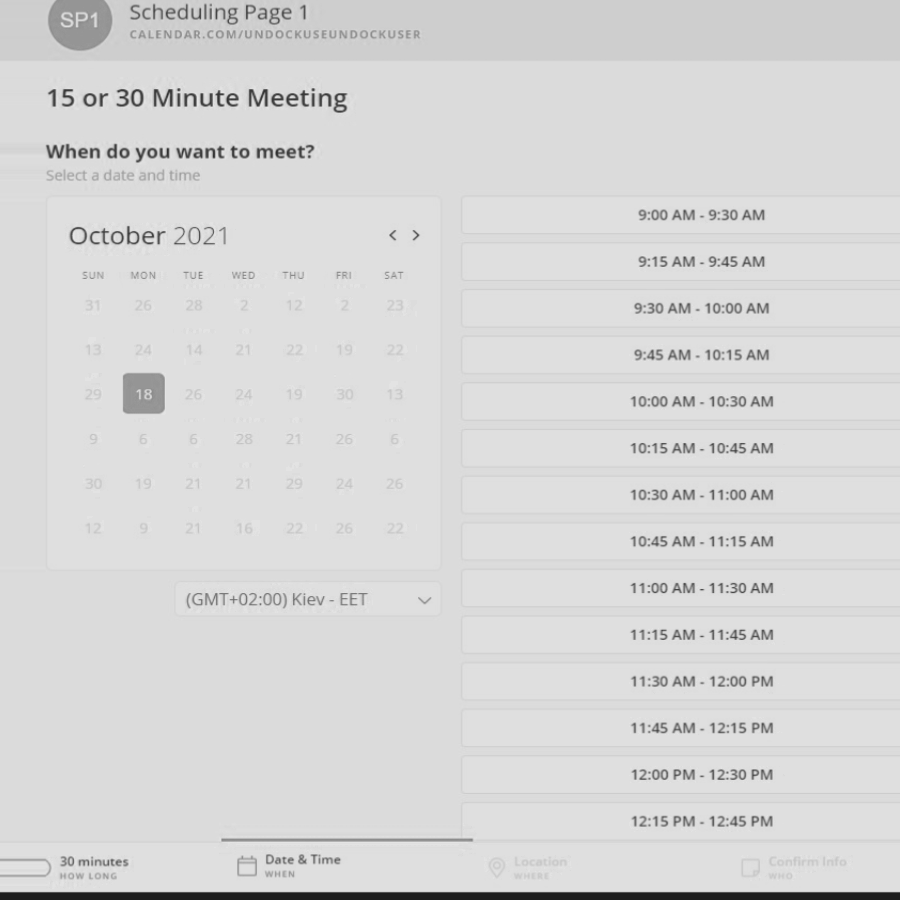 SP1
Scheduling Page 1
CALENDAR.COM/UNDOCKUSEUNDOCKUSER
15 or 30 Minute Meeting
When do you want to meet?
Select a date and time
October 2021
< >
SUN MON TUE WED THU FRI SAT
31 26 28 2 12 2 23
13 24 14 21 22 19 22
29 18 26 24 19 30 13
9 6 6 28 21 26 6
30 19 21 21 29 24 26
12 9 21 16 22 26 22
(GMT+02:00) Kiev - EET
9:00 AM - 9:30 AM
9:15 AM - 9:45 AM
9:30 AM - 10:00 AM
9:45 AM - 10:15 AM
10:00 AM - 10:30 AM
10:15 AM - 10:45 AM
10:30 AM - 11:00 AM
10:45 AM - 11:15 AM
11:00 AM - 11:30 AM
11:15 AM - 11:45 AM
11:30 AM - 12:00 PM
11:45 AM - 12:15 PM
12:00 PM - 12:30 PM
12:15 PM - 12:45 PM
30 minutes
HOW LONG
Date & Time
WHEN
Location
WHERE
Confirm Info
WHO